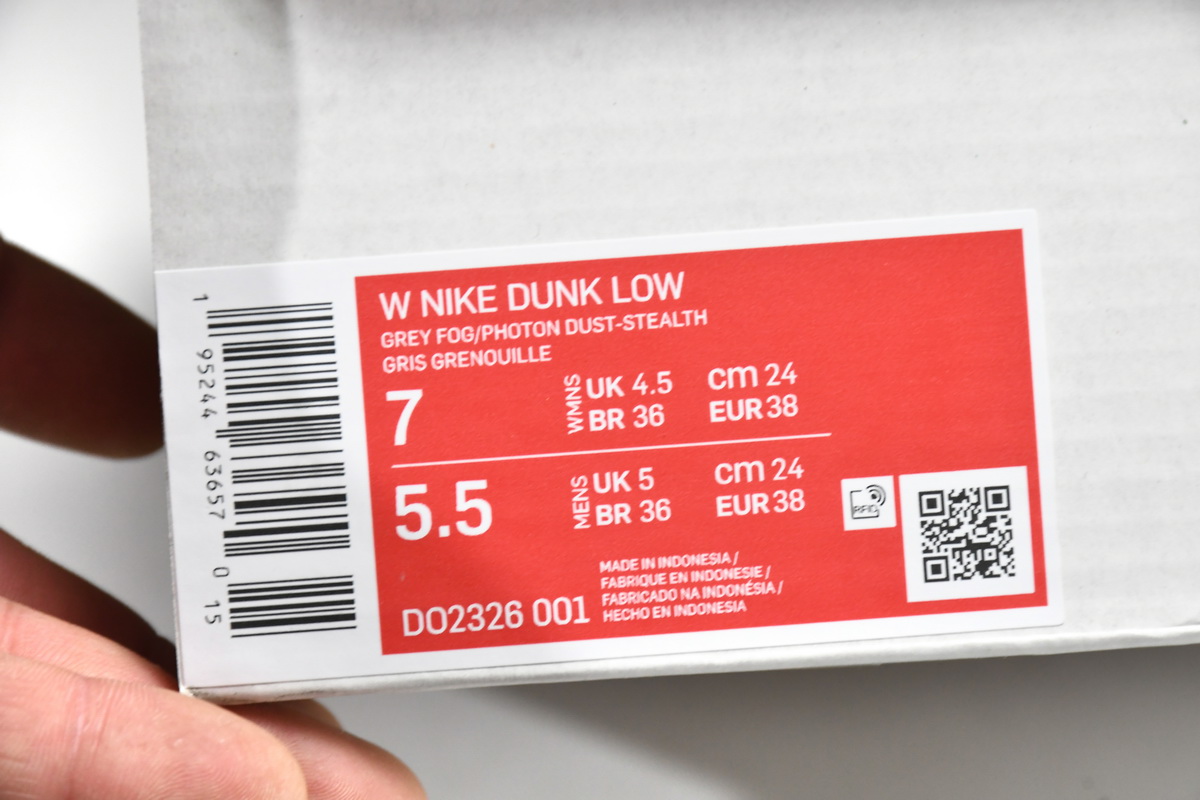 W NIKE DUNK LOW
GREY FOG/PHOTON DUST-STEALTH
GRIS GRENOUILLE
7
WMNS
UK 4.5
cm 24
BR 36
EUR 38
5.5
MENS
UK 5
cm 24
BR 36
EUR 38
RFID
DO2326 001
MADE IN INDONESIA /
FABRIQUE EN INDONESIE /
FABRICADO NA INDONÉSIA /
HECHO EN INDONESIA
1 95244 63657 0 15